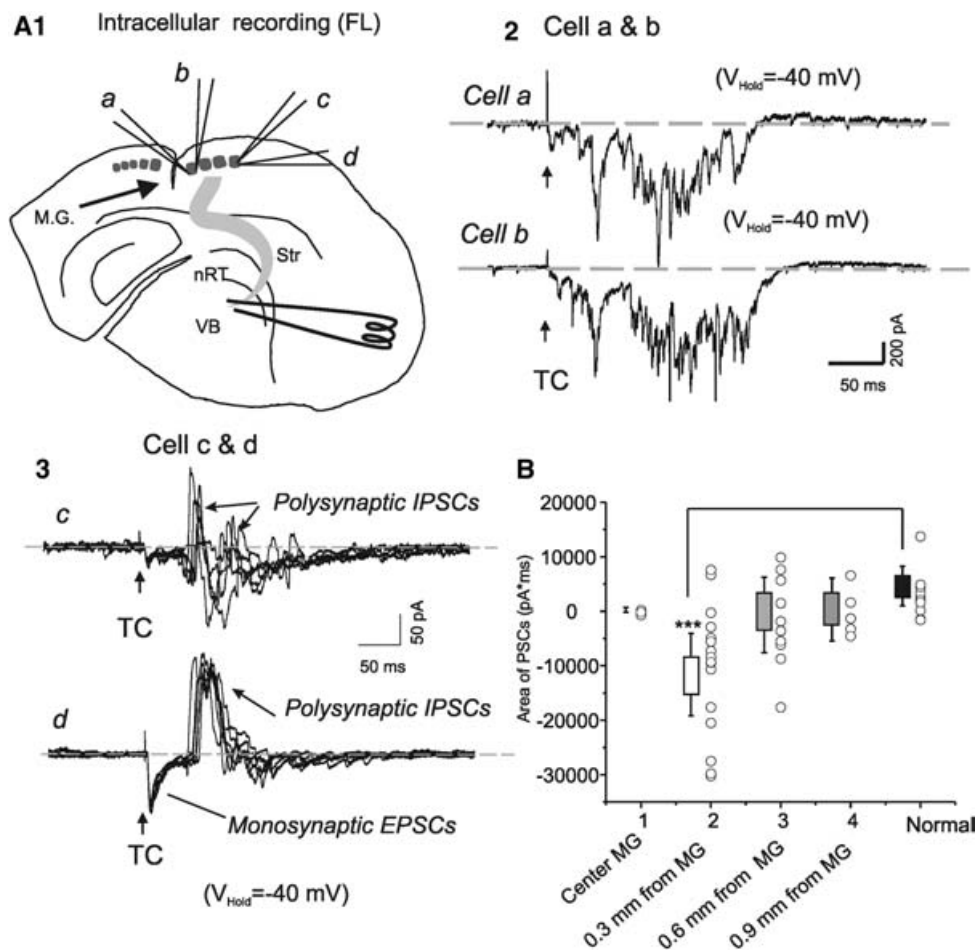 A1 Intracellular recording (FL)
a
b
c
d
M.G.
Str
nRT
VB
2 Cell a & b
Cell a
(VHold=-40 mV)
Cell b
(VHold=-40 mV)
TC
200 pA
50 ms
3
Cell c & d
c
Polysynaptic IPSCs
TC
50 pA
50 ms
d
Polysynaptic IPSCs
Monosynaptic EPSCs
TC
(VHold=-40 mV)
B
Area of PSCs (pA*ms)
20000
10000
0
-10000
-20000
-30000
***
1 2 3 4 Normal
Center MG
0.3 mm from MG
0.6 mm from MG
0.9 mm from MG